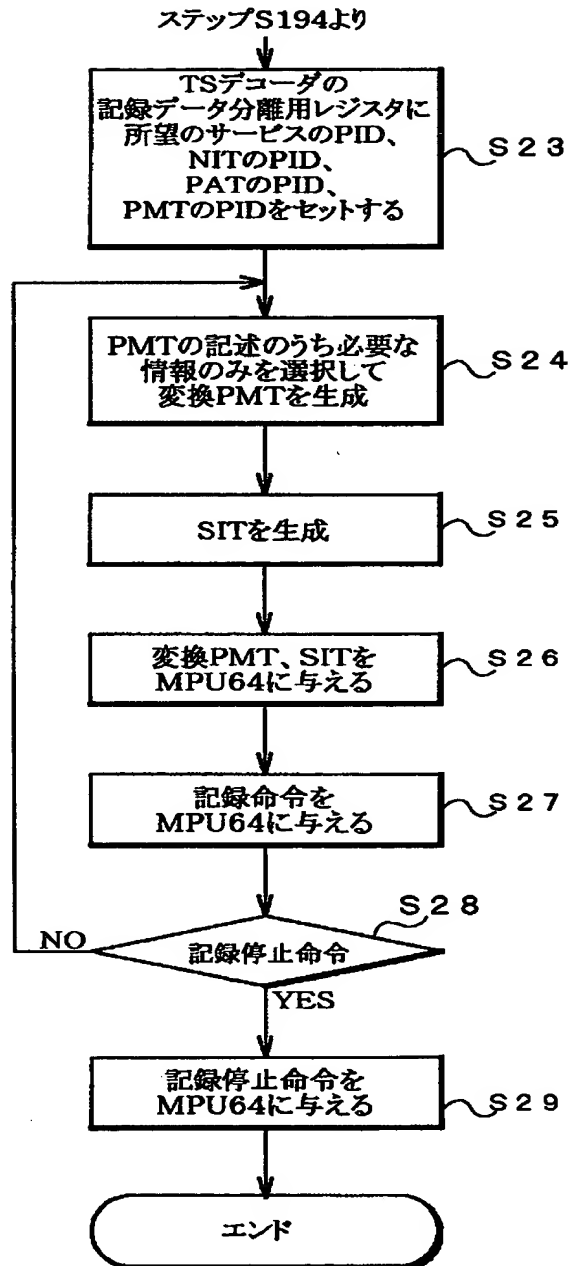 ステップS194より
TSデコーダの
記録データ分離用レジスタに
所望のサービスのPID、
NITのPID、
PATのPID、
PMTのPIDをセットする
S23
PMTの記述のうち必要な
情報のみを選択して
変換PMTを生成
S24
SITを生成
S25
変換PMT、SITを
MPU64に与える
S26
記録命令を
MPU64に与える
S27
S28
NO
記録停止命令
YES
記録停止命令を
MPU64に与える
S29
エンド